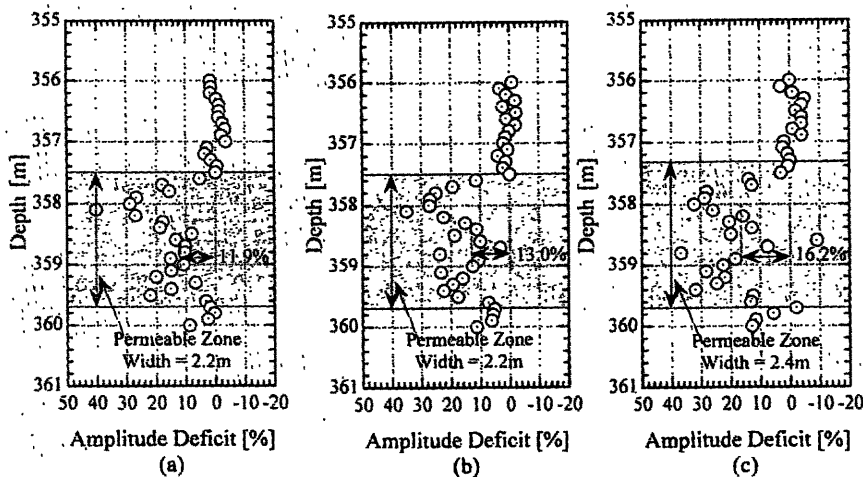 355
356
357
358
359
360
361
Depth [m]
11.9%
Permeable Zone
Width = 2.2m
50 40 30 20 10 0 -10 -20
Amplitude Deficit [%]
(a)
355
356
357
358
359
360
361
Depth [m]
13.0%
Permeable Zone
Width = 2.2m
50 40 30 20 10 0 -10 -20
Amplitude Deficit [%]
(b)
355
356
357
358
359
360
361
Depth [m]
16.2%
Permeable Zone
Width = 2.4m
50 40 30 20 10 0 -10 -20
Amplitude Deficit [%]
(c)